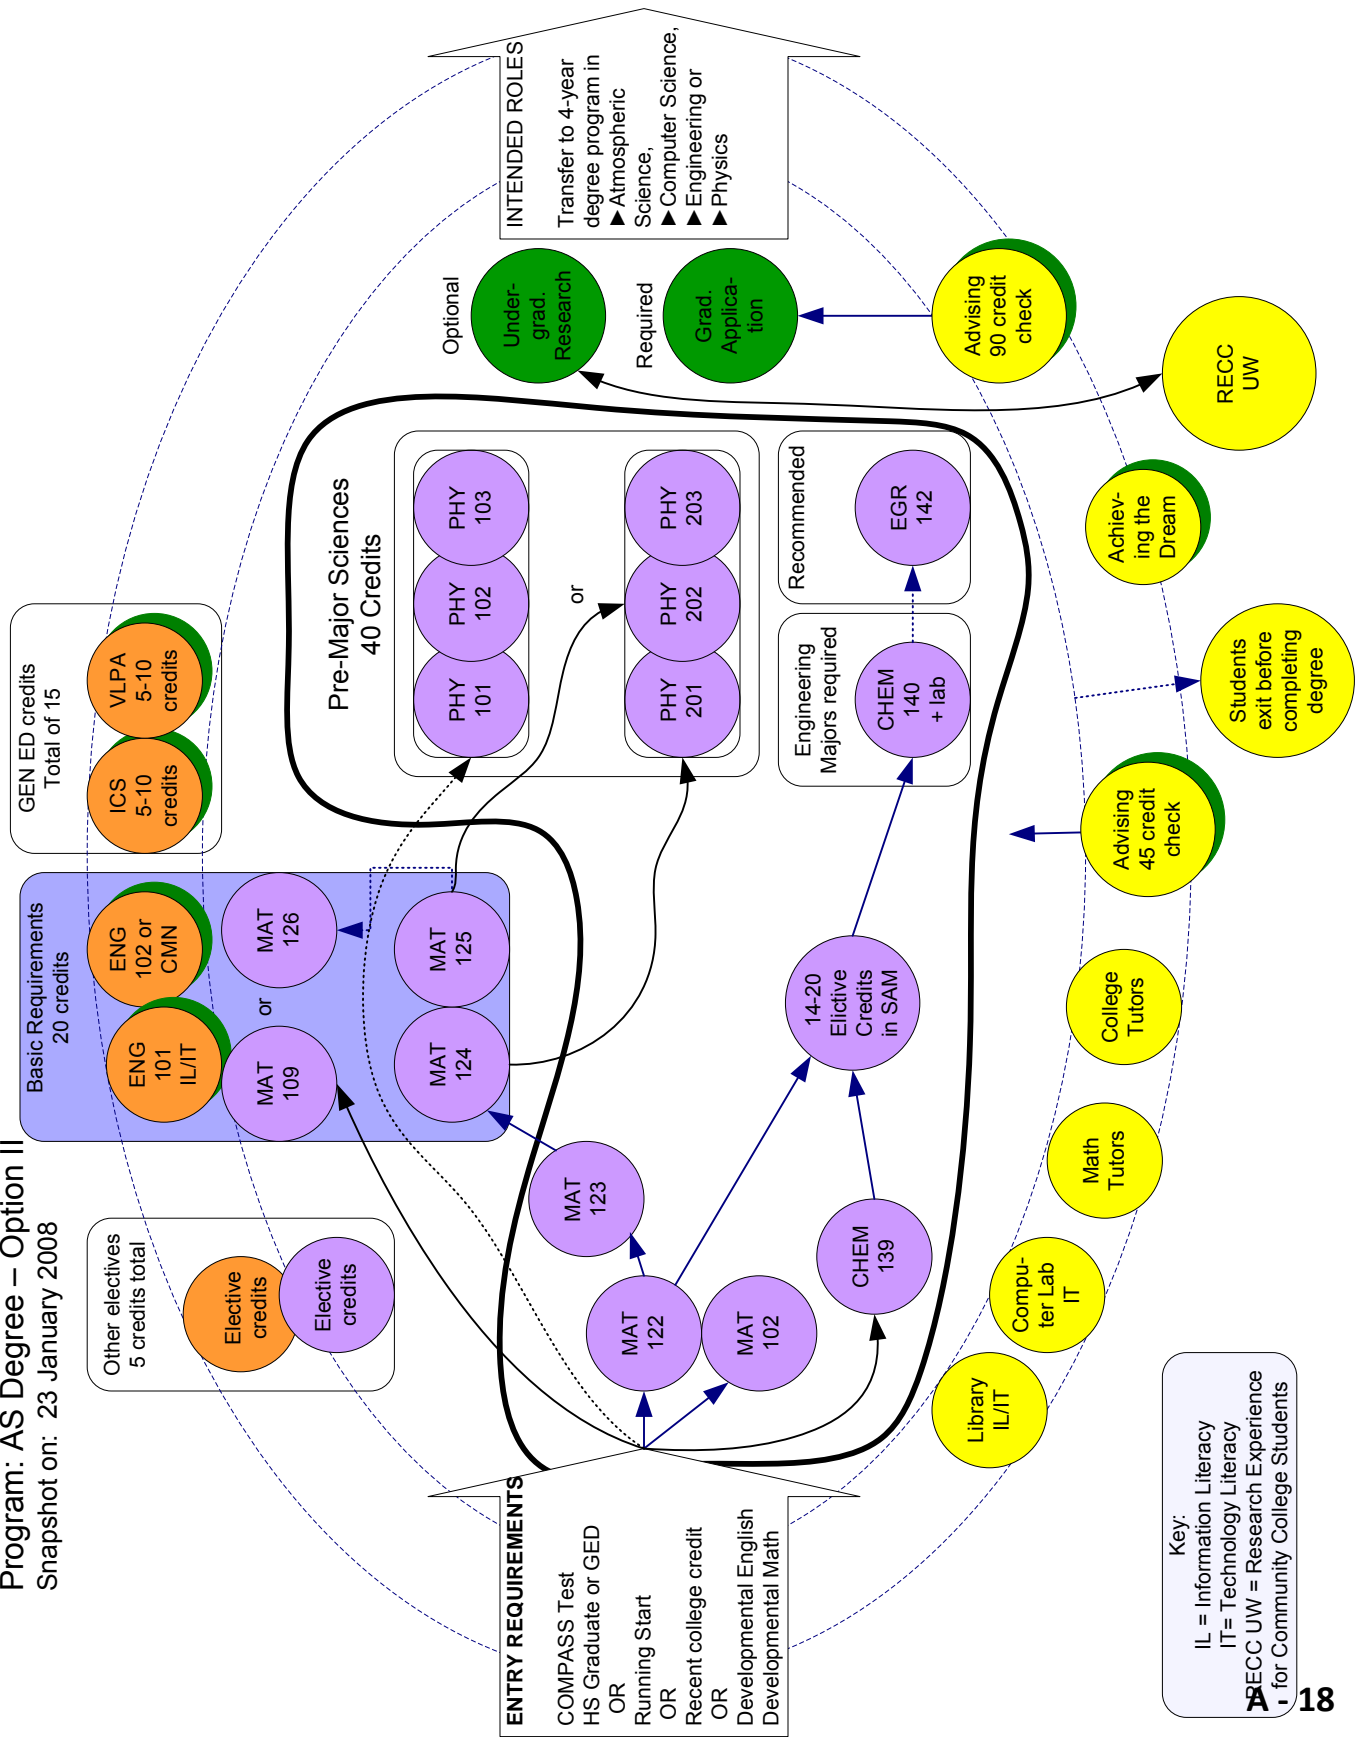 Program: AS Degree – Option II
Snapshot on: 23 January 2008
ENTRY REQUIREMENTS
COMPASS Test
HS Graduate or GED
OR
Running Start
OR
Recent college credit
OR
Developmental English
Developmental Math
Other electives
5 credits total
Elective
credits
Elective
credits
Basic Requirements
20 credits
ENG
101
IL/IT
ENG
102 or
CMN
MAT
109
or
MAT
126
MAT
124
MAT
125
GEN ED credits
Total of 15
ICS
5-10
credits
VLPA
5-10
credits
MAT
122
MAT
102
MAT
123
CHEM
139
14-20
Elictive
Credits
in SAM
Pre-Major Sciences
40 Credits
PHY
101
PHY
102
PHY
103
or
PHY
201
PHY
202
PHY
203
Engineering
Majors required
CHEM
140
+ lab
Recommended
EGR
142
Optional
Under-
grad.
Research
Required
Grad.
Applica-
tion
INTENDED ROLES
Transfer to 4-year
degree program in
►Atmospheric
Science,
►Computer Science,
►Engineering or
►Physics
Library
IL/IT
Compu-
ter Lab
IT
Math
Tutors
College
Tutors
Advising
45 credit
check
Students
exit before
completing
degree
Achiev-
ing the
Dream
Advising
90 credit
check
RECC
UW
Key:
IL = Information Literacy
IT= Technology Literacy
RECC UW = Research Experience
for Community College Students
A - 18